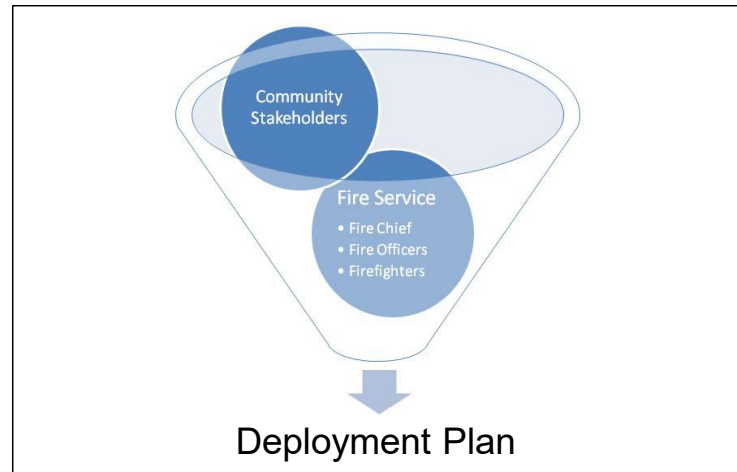 Community
Stakeholders
Fire Service
• Fire Chief
• Fire Officers
• Firefighters
Deployment Plan